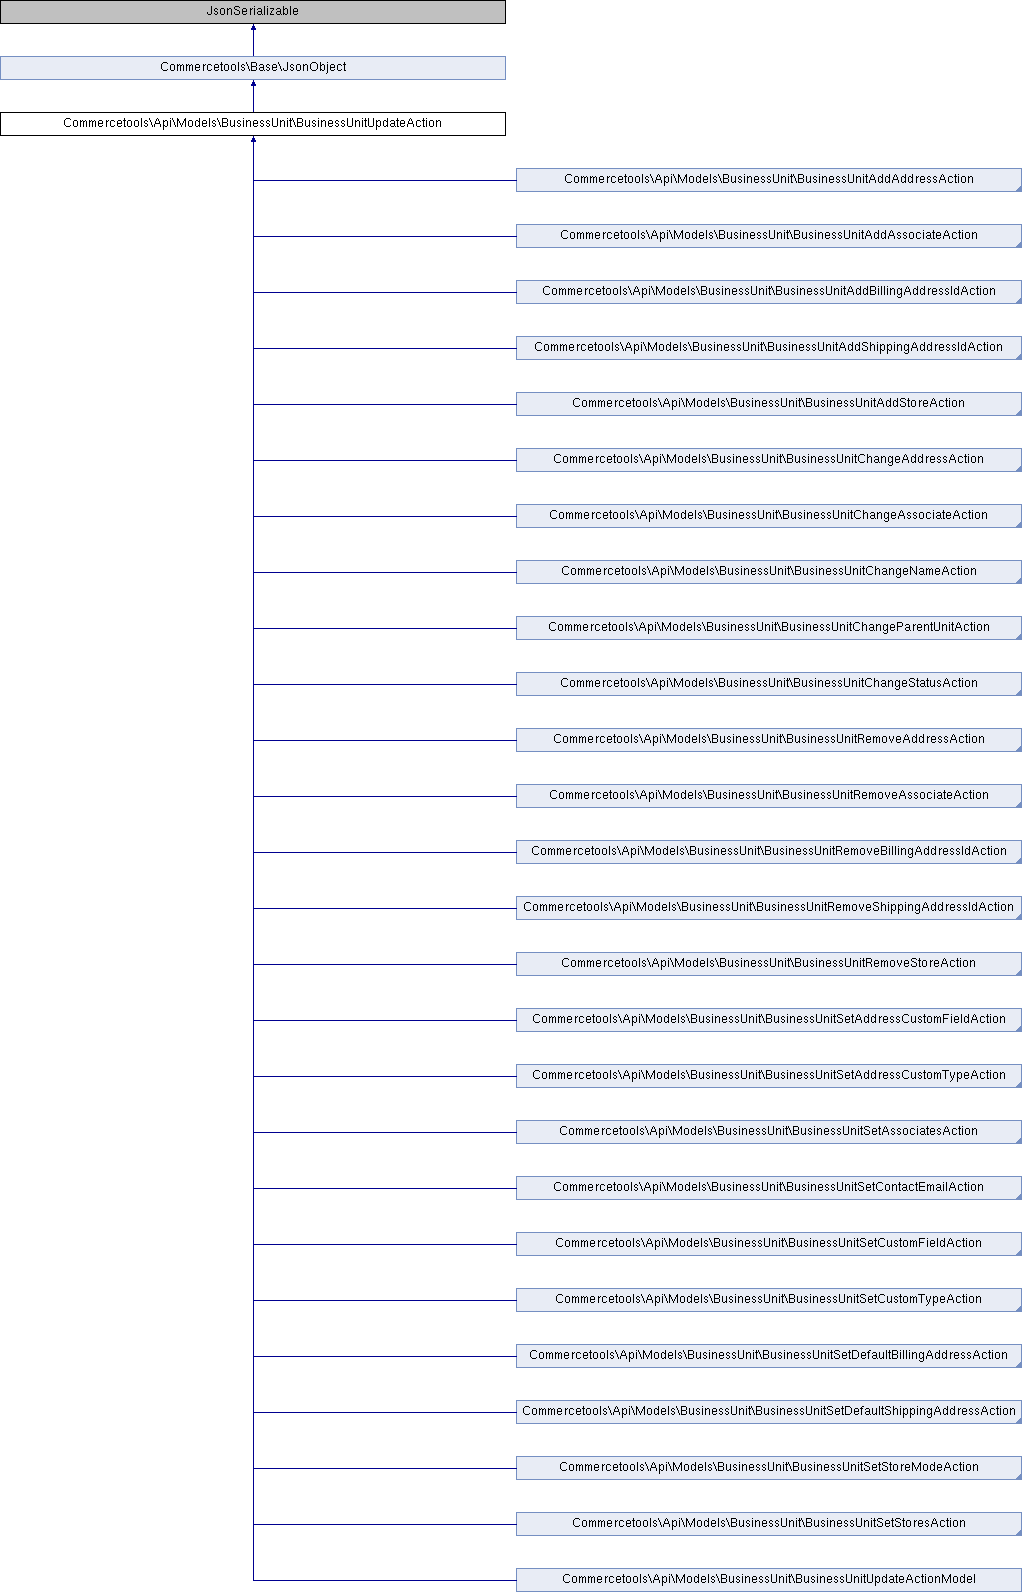 JsonSerializable
Commercetools\Base\JsonObject
Commercetools\Api\Models\BusinessUnit\BusinessUnitUpdateAction
Commercetools\Api\Models\BusinessUnit\BusinessUnitAddAddressAction
Commercetools\Api\Models\BusinessUnit\BusinessUnitAddAssociateAction
Commercetools\Api\Models\BusinessUnit\BusinessUnitAddBillingAddressIdAction
Commercetools\Api\Models\BusinessUnit\BusinessUnitAddShippingAddressIdAction
Commercetools\Api\Models\BusinessUnit\BusinessUnitAddStoreAction
Commercetools\Api\Models\BusinessUnit\BusinessUnitChangeAddressAction
Commercetools\Api\Models\BusinessUnit\BusinessUnitChangeAssociateAction
Commercetools\Api\Models\BusinessUnit\BusinessUnitChangeNameAction
Commercetools\Api\Models\BusinessUnit\BusinessUnitChangeParentUnitAction
Commercetools\Api\Models\BusinessUnit\BusinessUnitChangeStatusAction
Commercetools\Api\Models\BusinessUnit\BusinessUnitRemoveAddressAction
Commercetools\Api\Models\BusinessUnit\BusinessUnitRemoveAssociateAction
Commercetools\Api\Models\BusinessUnit\BusinessUnitRemoveBillingAddressIdAction
Commercetools\Api\Models\BusinessUnit\BusinessUnitRemoveShippingAddressIdAction
Commercetools\Api\Models\BusinessUnit\BusinessUnitRemoveStoreAction
Commercetools\Api\Models\BusinessUnit\BusinessUnitSetAddressCustomFieldAction
Commercetools\Api\Models\BusinessUnit\BusinessUnitSetAddressCustomTypeAction
Commercetools\Api\Models\BusinessUnit\BusinessUnitSetAssociatesAction
Commercetools\Api\Models\BusinessUnit\BusinessUnitSetContactEmailAction
Commercetools\Api\Models\BusinessUnit\BusinessUnitSetCustomFieldAction
Commercetools\Api\Models\BusinessUnit\BusinessUnitSetCustomTypeAction
Commercetools\Api\Models\BusinessUnit\BusinessUnitSetDefaultBillingAddressAction
Commercetools\Api\Models\BusinessUnit\BusinessUnitSetDefaultShippingAddressAction
Commercetools\Api\Models\BusinessUnit\BusinessUnitSetStoreModeAction
Commercetools\Api\Models\BusinessUnit\BusinessUnitSetStoresAction
Commercetools\Api\Models\BusinessUnit\BusinessUnitUpdateActionModel